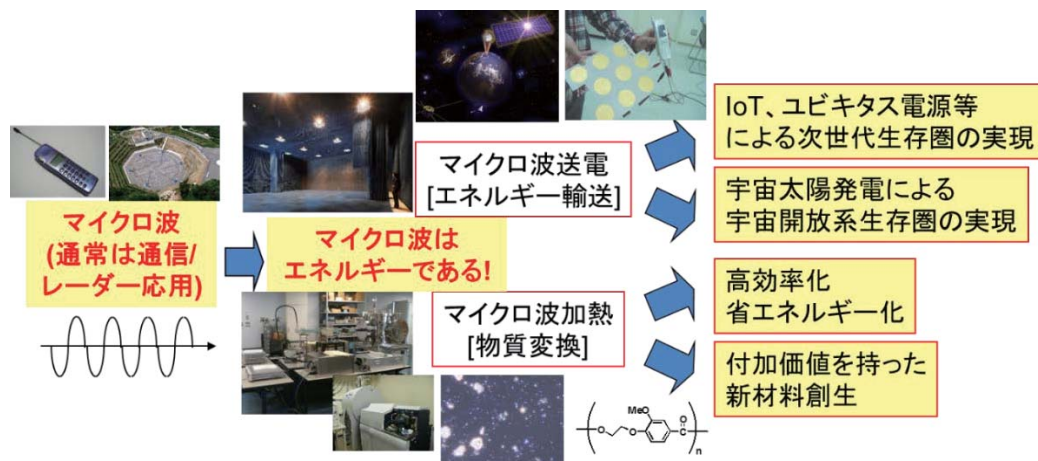 マイクロ波
(通常は通信/
レーダー応用)
マイクロ波は
エネルギーである!
マイクロ波送電
[エネルギー輸送]
IoT、ユビキタス電源等
による次世代生存圏の実現
宇宙太陽発電による
宇宙開放系生存圏の実現
マイクロ波加熱
[物質変換]
高効率化
省エネルギー化
付加価値を持った
新材料創生
MeO
O
O
O
C
n